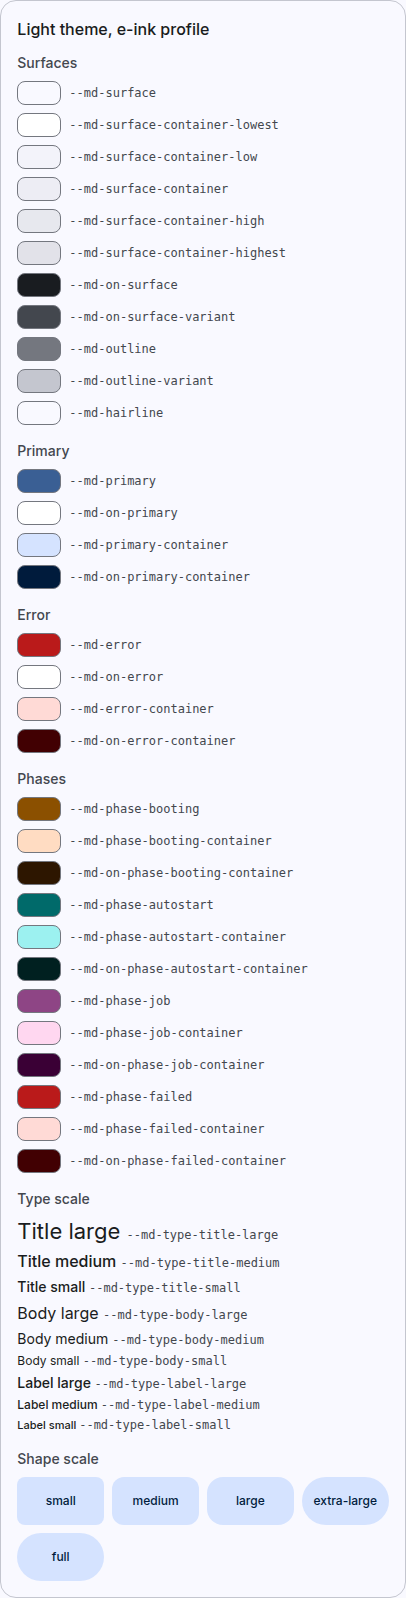 Light theme, e-ink profile
Surfaces
--md-surface
--md-surface-container-lowest
--md-surface-container-low
--md-surface-container
--md-surface-container-high
--md-surface-container-highest
--md-on-surface
--md-on-surface-variant
--md-outline
--md-outline-variant
--md-hairline
Primary
--md-primary
--md-on-primary
--md-primary-container
--md-on-primary-container
Error
--md-error
--md-on-error
--md-error-container
--md-on-error-container
Phases
--md-phase-booting
--md-phase-booting-container
--md-on-phase-booting-container
--md-phase-autostart
--md-phase-autostart-container
--md-on-phase-autostart-container
--md-phase-job
--md-phase-job-container
--md-on-phase-job-container
--md-phase-failed
--md-phase-failed-container
--md-on-phase-failed-container
Type scale
Title large --md-type-title-large
Title medium --md-type-title-medium
Title small --md-type-title-small
Body large --md-type-body-large
Body medium --md-type-body-medium
Body small --md-type-body-small
Label large --md-type-label-large
Label medium --md-type-label-medium
Label small --md-type-label-small
Shape scale
small medium large extra-large
full